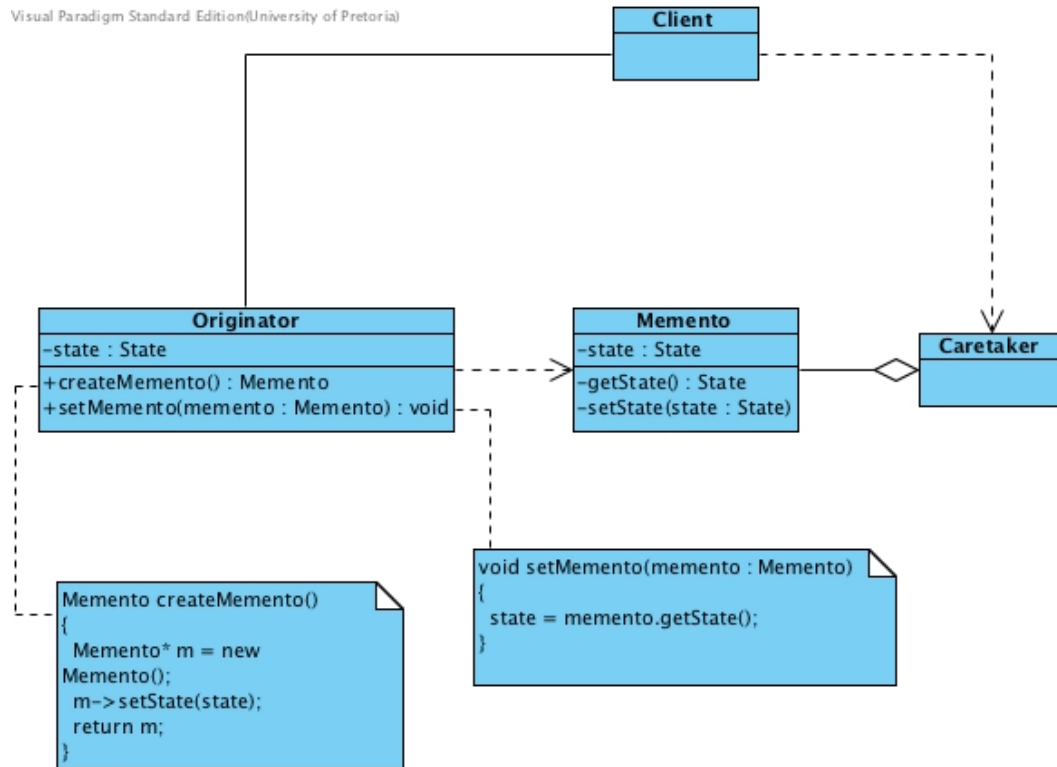 Visual Paradigm Standard Edition(University of Pretoria)
Client
Originator
-state : State
+createMemento() : Memento
+setMemento(memento : Memento) : void
Memento
-state : State
-getState() : State
-setState(state : State)
Caretaker
Memento createMemento()
{
Memento* m = new
Memento();
m->setState(state);
return m;
}
void setMemento(memento : Memento)
{
state = memento.getState();
}